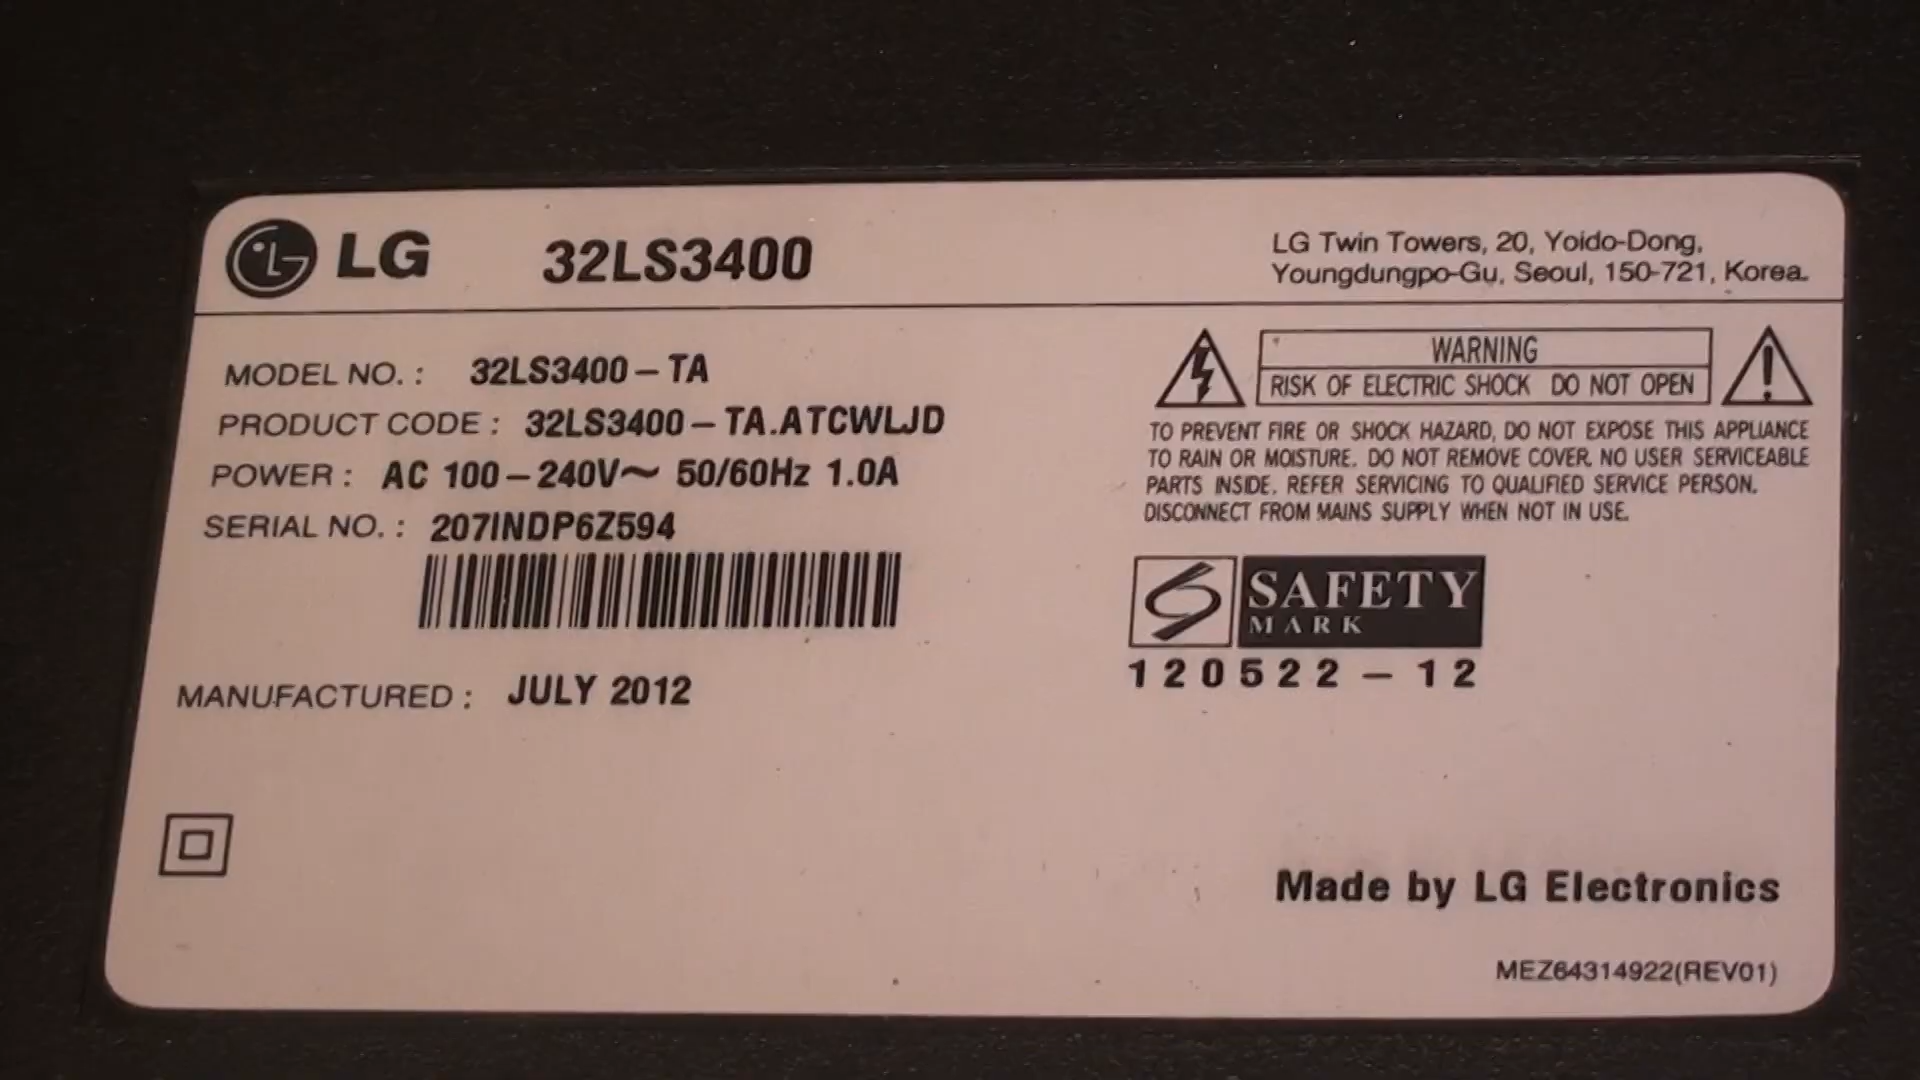 LG 32LS3400
LG Twin Towers, 20, Yoido-Dong,
Youngdungpo-Gu, Seoul, 150-721, Korea.
MODEL NO. : 32LS3400-TA
PRODUCT CODE : 32LS3400-TA.ATCWLJD
POWER : AC 100-240V~ 50/60Hz 1.0A
SERIAL NO. : 207INDP6Z594
MANUFACTURED : JULY 2012
WARNING
RISK OF ELECTRIC SHOCK DO NOT OPEN
TO PREVENT FIRE OR SHOCK HAZARD, DO NOT EXPOSE THIS APPLIANCE
TO RAIN OR MOISTURE. DO NOT REMOVE COVER. NO USER SERVICEABLE
PARTS INSIDE. REFER SERVICING TO QUALIFIED SERVICE PERSON.
DISCONNECT FROM MAINS SUPPLY WHEN NOT IN USE.
SAFETY
MARK
120522-12
Made by LG Electronics
MEZ64314922(REV01)